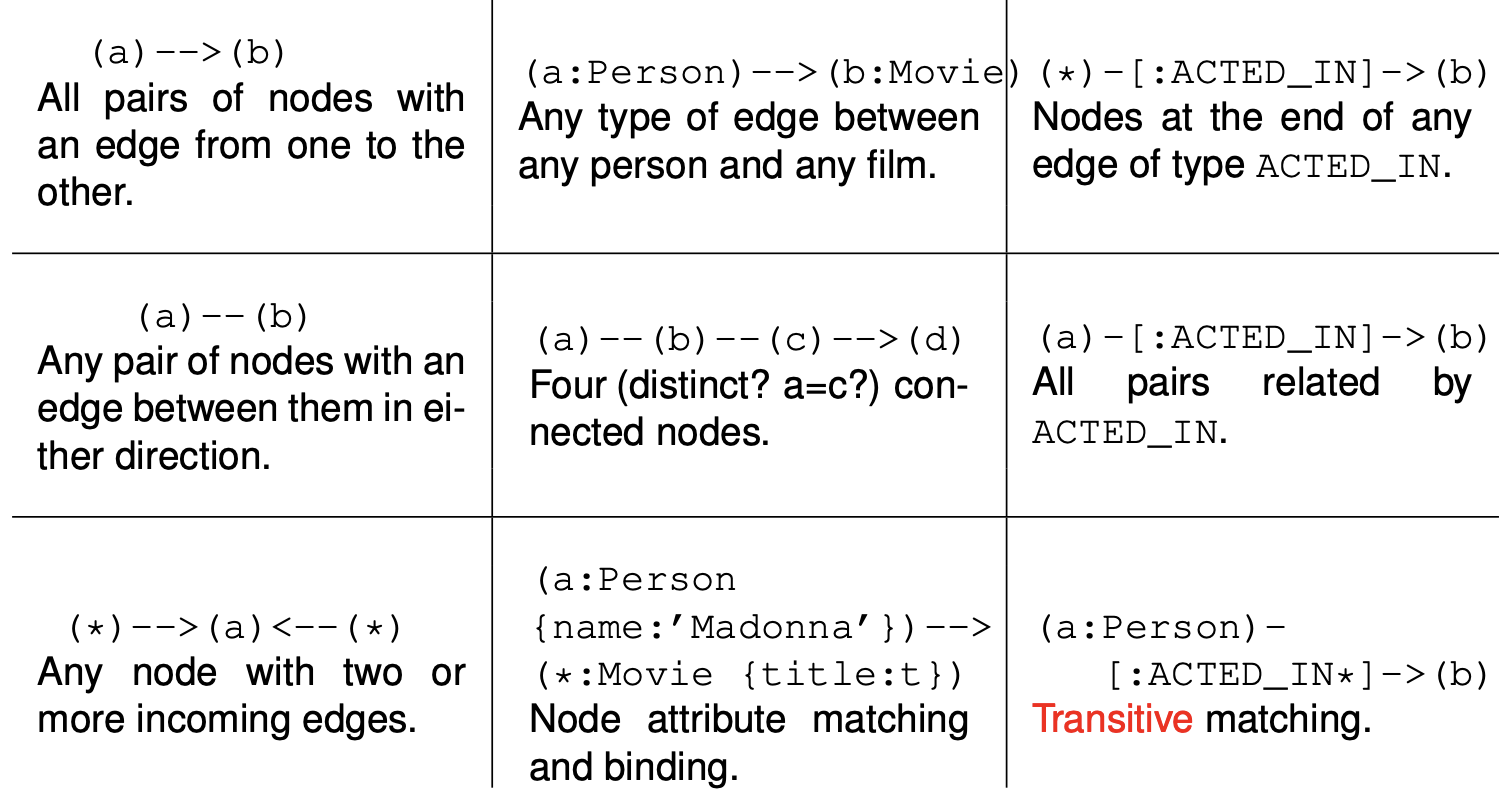 (a)-->(b)
All pairs of nodes with
an edge from one to the
other.
(a:Person)-->(b:Movie)
Any type of edge between
any person and any film.
(*)-[:ACTED_IN]->(b)
Nodes at the end of any
edge of type ACTED_IN.
(a)--(b)
Any pair of nodes with an
edge between them in ei-
ther direction.
(a)--(b)--(c)-->(d)
Four (distinct? a=c?) con-
nected nodes.
(a)-[:ACTED_IN]->(b)
All pairs related by
ACTED_IN.
(*)-->(a)<--(*)
Any node with two or
more incoming edges.
(a:Person
{name:’Madonna’})-->
(*:Movie {title:t})
Node attribute matching
and binding.
(a:Person)-
[:ACTED_IN*]->(b)
Transitive matching.